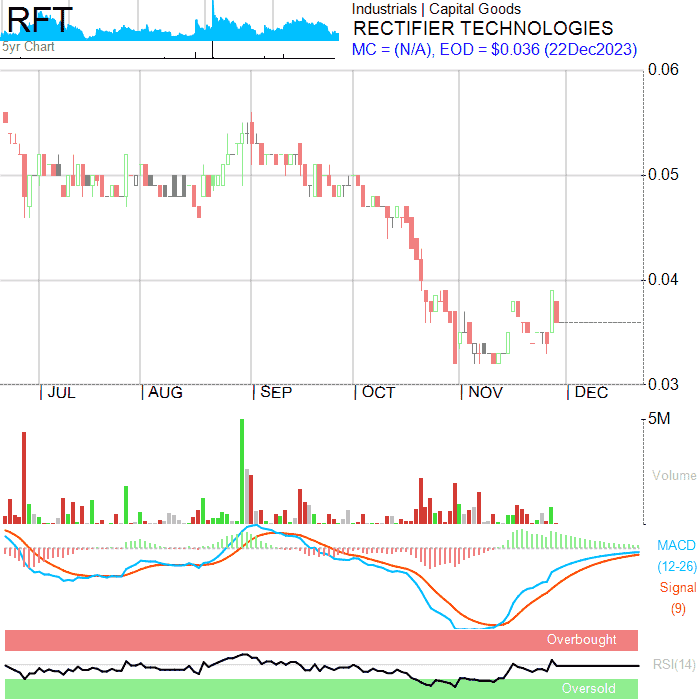 RFT
5yr Chart
Industrials | Capital Goods
RECTIFIER TECHNOLOGIES
MC = (N/A), EOD = $0.036 (22Dec2023)
0.06
0.05
0.04
0.03
JUL AUG SEP OCT NOV DEC
5M
Volume
MACD
(12-26)
Signal
(9)
Overbought
RSI(14)
Oversold